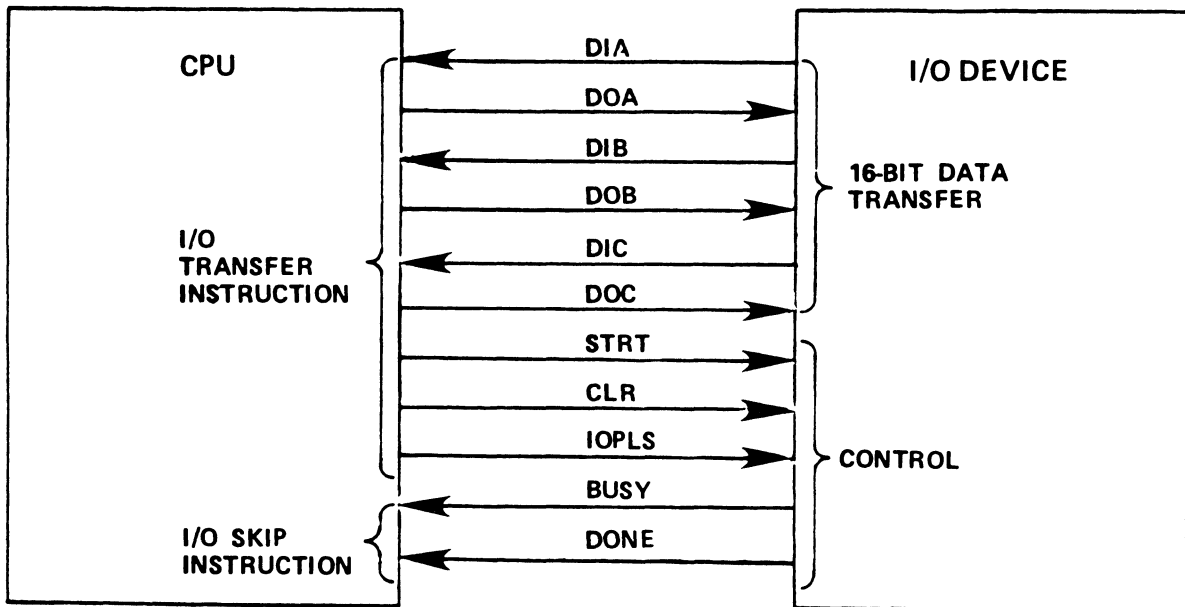 CPU
I/O DEVICE
DIA
DOA
DIB
DOB
DIC
DOC
STRT
CLR
IOPLS
BUSY
DONE
I/O
TRANSFER
INSTRUCTION
I/O SKIP
INSTRUCTION
16-BIT DATA
TRANSFER
CONTROL